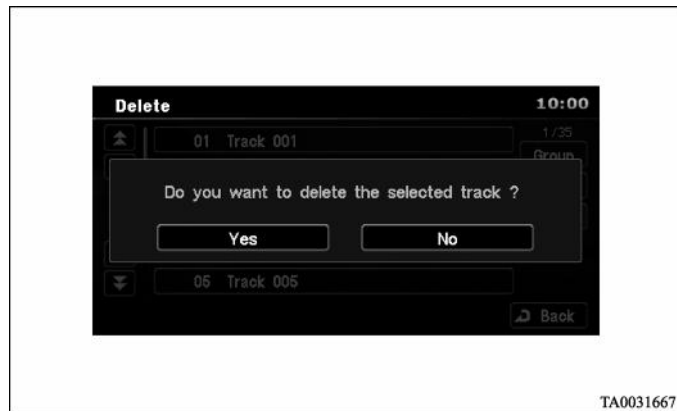 Delete
10:00
01 Track 001
1/35
Group
Do you want to delete the selected track ?
Yes
No
05 Track 005
Back
TA0031667